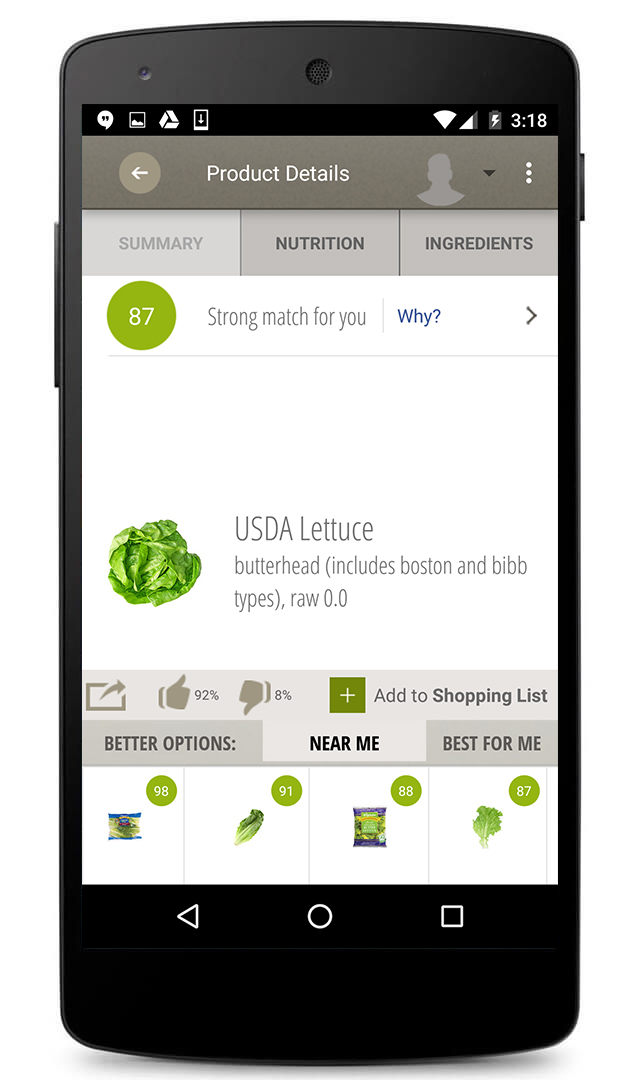 3:18
Product Details
SUMMARY NUTRITION INGREDIENTS
87 Strong match for you Why?
USDA Lettuce
butterhead (includes boston and bibb
types), raw 0.0
92% 8% + Add to Shopping List
BETTER OPTIONS: NEAR ME BEST FOR ME
98 91 88 87